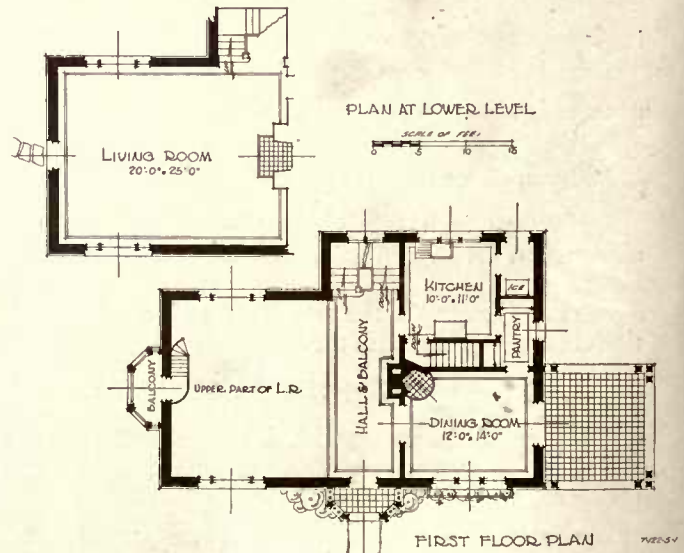 PLAN AT LOWER LEVEL
SCALE OF FEET
0 5 10 15
LIVING ROOM
20'-0" x 25'-0"
KITCHEN
10'-0" x 11'-0"
ICE
PANTRY
BALCONY
UPPER PART OF L.R.
HALL & BALCONY
DINING ROOM
12'-0" x 14'-0"
FIRST FLOOR PLAN